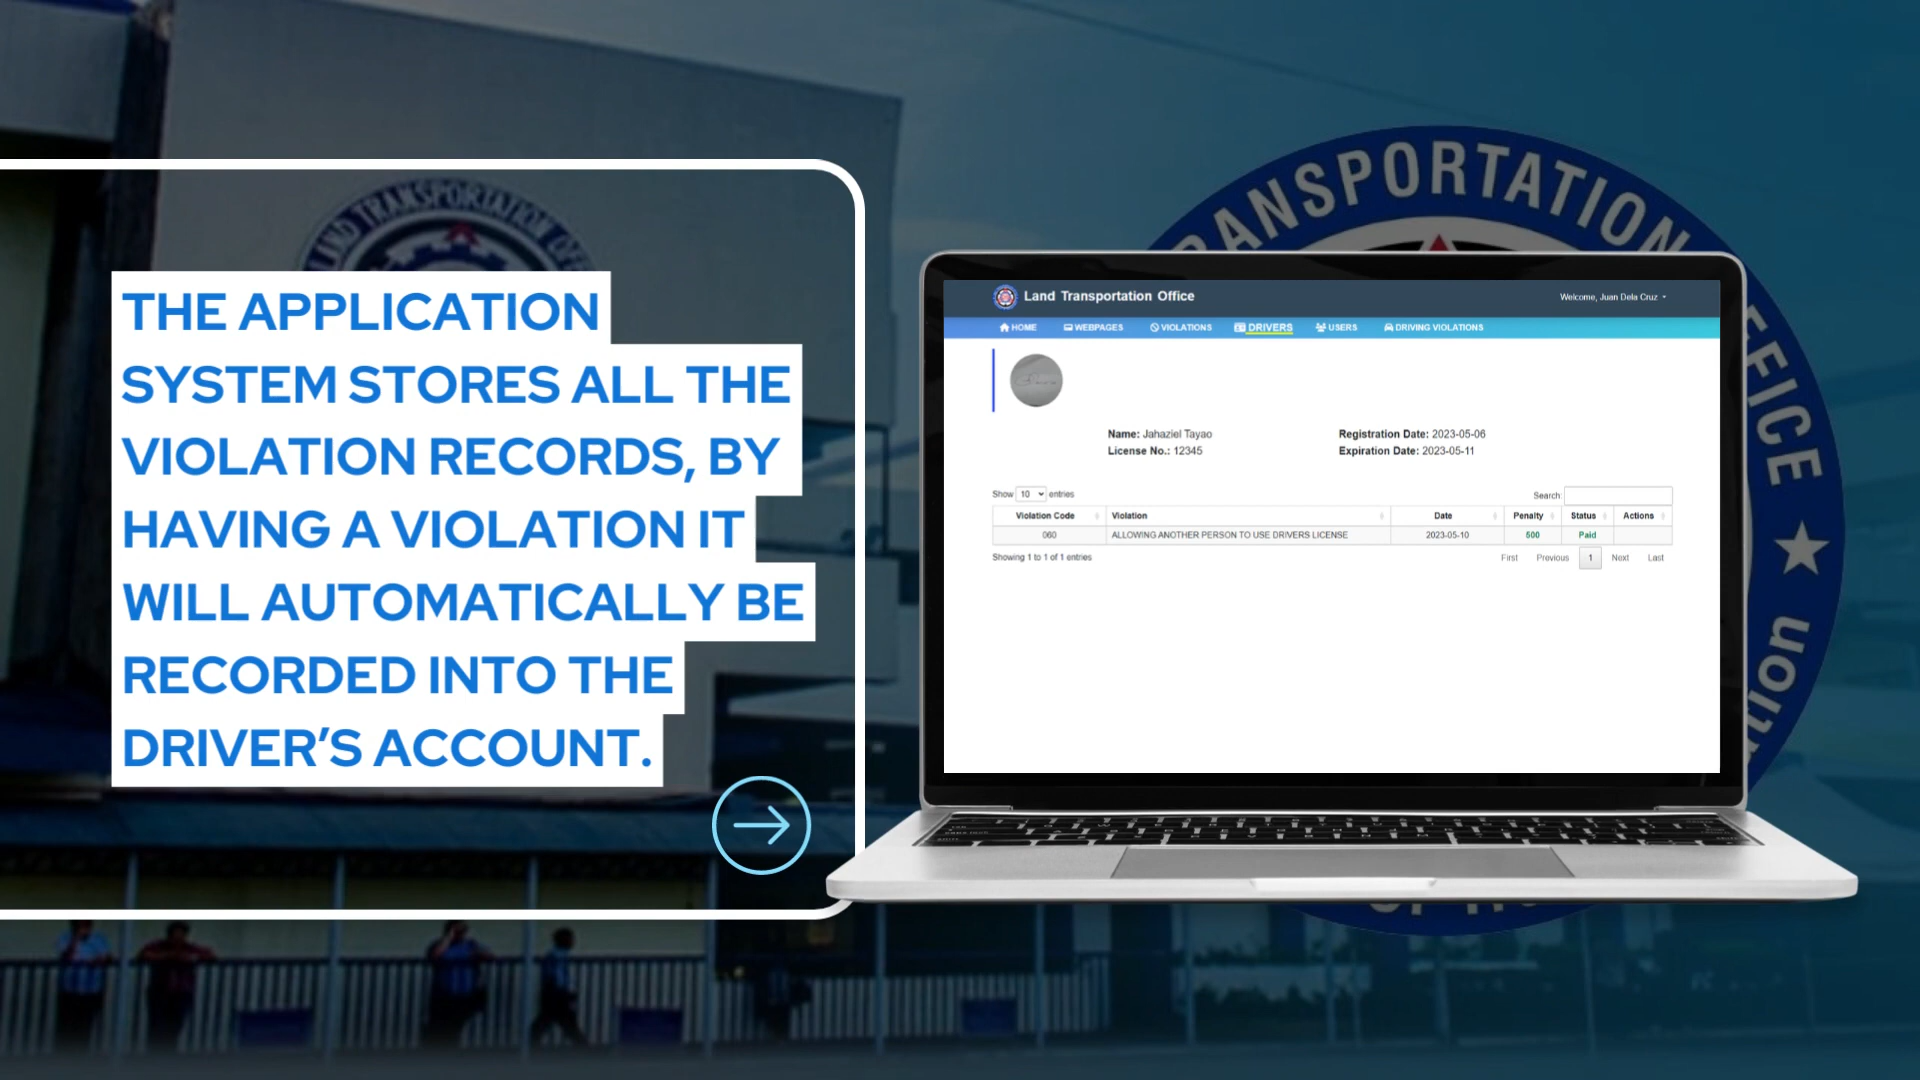 LAND TRANSPORTATION OFF
THE APPLICATION
SYSTEM STORES ALL THE
VIOLATION RECORDS, BY
HAVING A VIOLATION IT
WILL AUTOMATICALLY BE
RECORDED INTO THE
DRIVER’S ACCOUNT.
RANSPORTATION FFICE
Land Transportation Office
Welcome, Juan Dela Cruz
HOME WEBPAGES VIOLATIONS DRIVERS USERS DRIVING VIOLATIONS
Name: Jahaziel Tayao Registration Date: 2023-05-06
License No.: 12345 Expiration Date: 2023-05-11
Show 10 entries Search:
Violation Code Violation Date Penalty Status Actions
060 ALLOWING ANOTHER PERSON TO USE DRIVERS LICENSE 2023-05-10 500 Paid
Showing 1 to 1 of 1 entries First Previous 1 Next Last